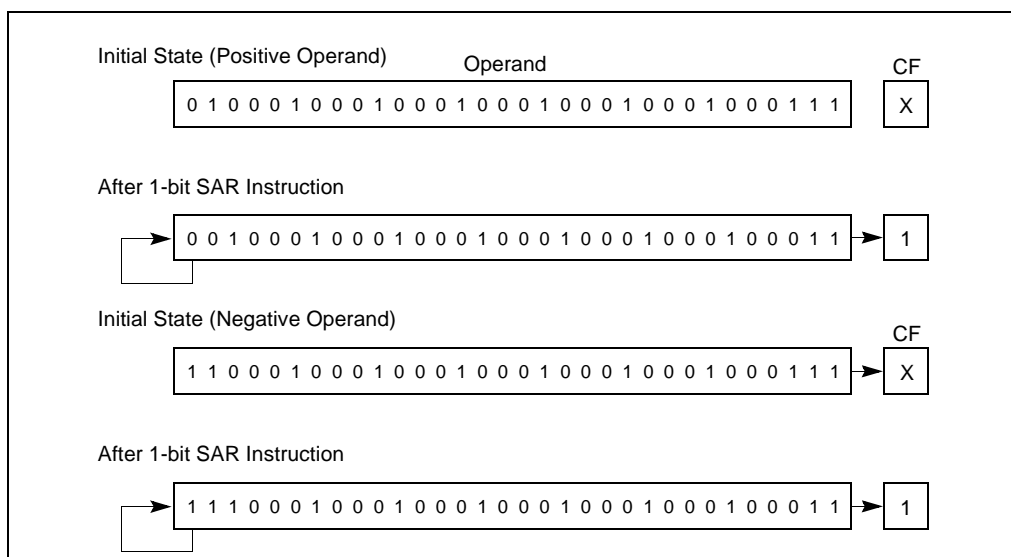 Initial State (Positive Operand)
Operand
CF
0 1 0 0 0 1 0 0 0 1 0 0 0 1 0 0 0 1 0 0 0 1 0 0 0 1 0 0 0 1 1 1
X
After 1-bit SAR Instruction
0 0 1 0 0 0 1 0 0 0 1 0 0 0 1 0 0 0 1 0 0 0 1 0 0 0 1 0 0 0 1 1
1
Initial State (Negative Operand)
CF
1 1 0 0 0 1 0 0 0 1 0 0 0 1 0 0 0 1 0 0 0 1 0 0 0 1 0 0 0 1 1 1
X
After 1-bit SAR Instruction
1 1 1 0 0 0 1 0 0 0 1 0 0 0 1 0 0 0 1 0 0 0 1 0 0 0 1 0 0 0 1 1
1